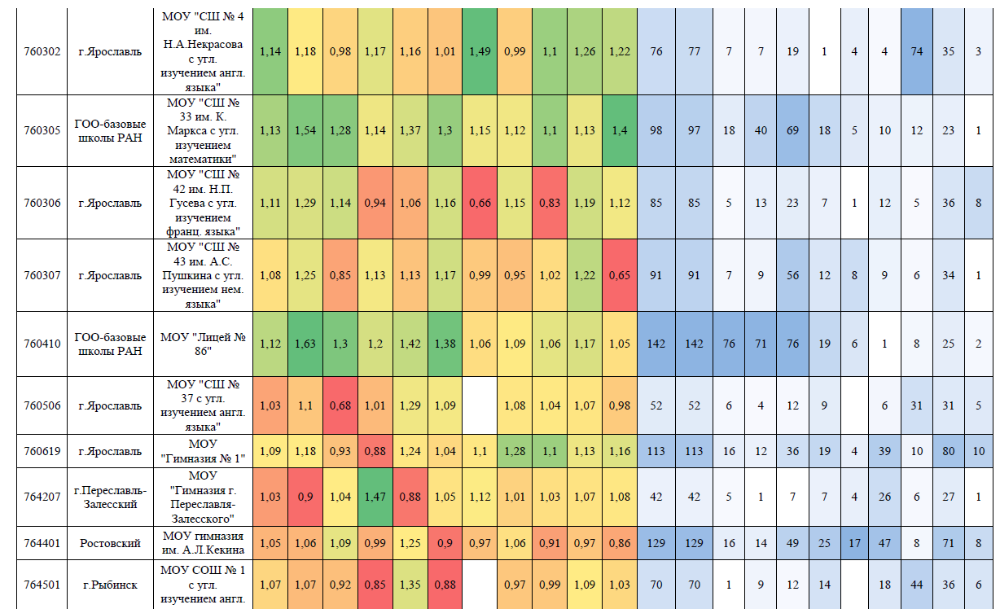 МОУ "СШ № 4
им.
Н.А.Некрасова
с угл.
изучением англ.
языка"
760302 г.Ярославль 1,14 1,18 0,98 1,17 1,16 1,01 1,49 0,99 1,1 1,26 1,22 76 77 7 7 19 1 4 4 74 35 3
МОУ "СШ №
33 им. К.
Маркса с угл.
изучением
математики"
760305 ГОО-базовые
школы РАН
1,13 1,54 1,28 1,14 1,37 1,3 1,15 1,12 1,1 1,13 1,4 98 97 18 40 69 18 5 10 12 23 1
МОУ "СШ №
42 им. Н.П.
Гусева с угл.
изучением
франц. языка"
760306 г.Ярославль 1,11 1,29 1,14 0,94 1,06 1,16 0,66 1,15 0,83 1,19 1,12 85 85 5 13 23 7 1 12 5 36 8
МОУ "СШ №
43 им. А.С.
Пушкина с угл.
изучением нем.
языка"
760307 г.Ярославль 1,08 1,25 0,85 1,13 1,13 1,17 0,99 0,95 1,02 1,22 0,65 91 91 7 9 56 12 8 9 6 34 1
760410 ГОО-базовые
школы РАН
МОУ "Лицей №
86"
1,12 1,63 1,3 1,2 1,42 1,38 1,06 1,09 1,06 1,17 1,05 142 142 76 71 76 19 6 1 8 25 2
МОУ "СШ №
37 с угл.
изучением англ.
языка"
760506 г.Ярославль 1,03 1,1 0,68 1,01 1,29 1,09 1,08 1,04 1,07 0,98 52 52 6 4 12 9 6 31 31 5
МОУ
"Гимназия № 1"
760619 г.Ярославль 1,09 1,18 0,93 0,88 1,24 1,04 1,1 1,28 1,1 1,13 1,16 113 113 16 12 36 19 4 39 10 80 10
764207 г.Переславль-
Залесский
МОУ
"Гимназия г.
Переславля-
Залесского"
1,03 0,9 1,04 1,47 0,88 1,05 1,12 1,01 1,03 1,07 1,08 42 42 5 1 7 7 4 26 6 27 1
764401 Ростовский МОУ гимназия
им. А.Л.Кекина
1,05 1,06 1,09 0,99 1,25 0,9 0,97 1,06 0,91 0,97 0,86 129 129 16 14 49 25 17 47 8 71 8
МОУ СОШ № 1
с угл.
изучением англ.
764501 г.Рыбинск 1,07 1,07 0,92 0,85 1,35 0,88 0,97 0,99 1,09 1,03 70 70 1 9 12 14 18 44 36 6